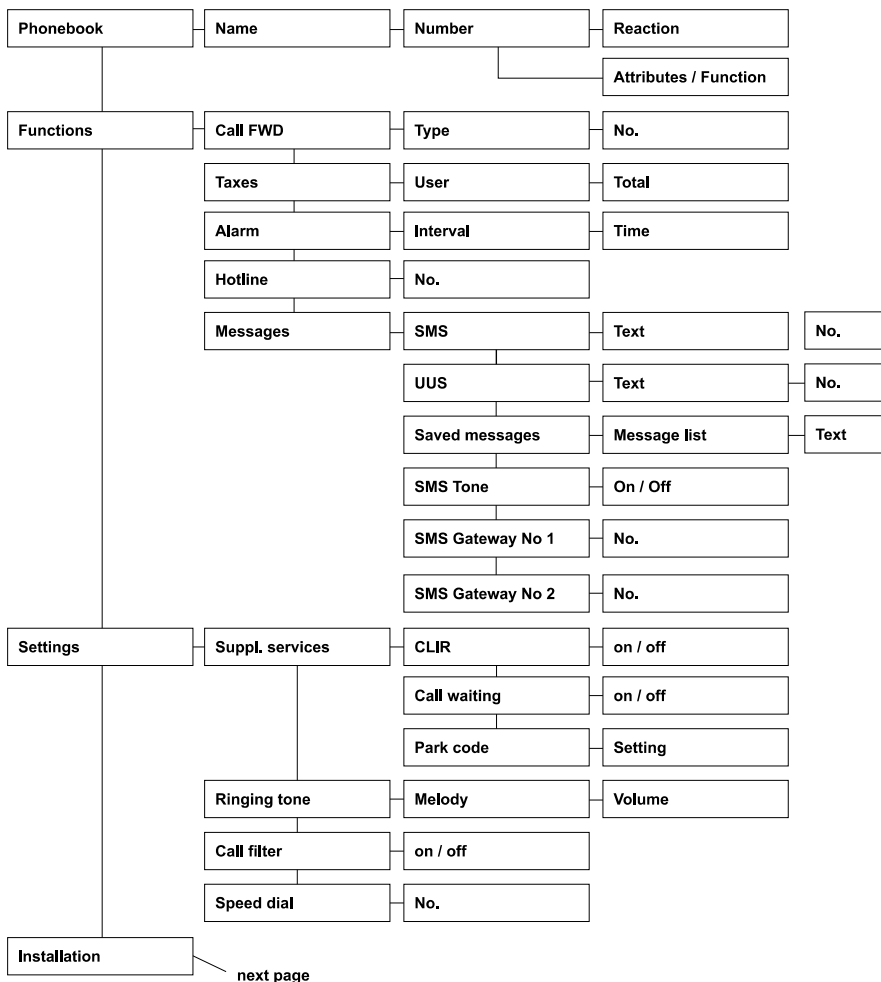 Phonebook Name Number Reaction
Attributes / Function
Functions Call FWD Type No.
Taxes User Total
Alarm Interval Time
Hotline No.
Messages SMS Text No.
UUS Text No.
Saved messages Message list Text
SMS Tone On / Off
SMS Gateway No 1 No.
SMS Gateway No 2 No.
Settings Suppl. services CLIR on / off
Call waiting on / off
Park code Setting
Ringing tone Melody Volume
Call filter on / off
Speed dial No.
Installation
next page